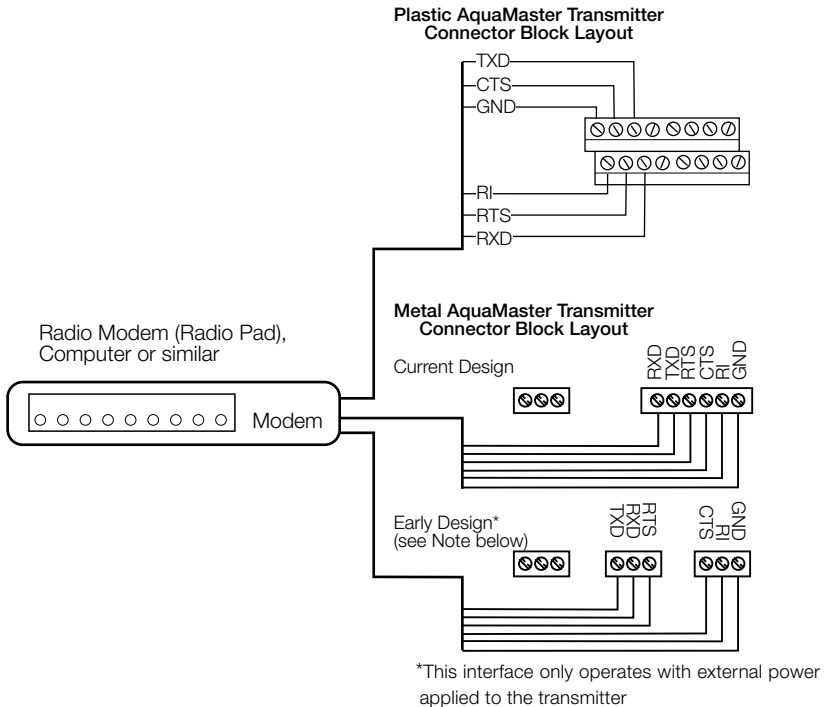 Plastic AquaMaster Transmitter
Connector Block Layout
TXD
CTS
GND
RI
RTS
RXD
Metal AquaMaster Transmitter
Connector Block Layout
Radio Modem (Radio Pad),
Computer or similar
Modem
Current Design
RXD
TXD
RTS
CTS
RI
GND
Early Design*
(see Note below)
TXD
RXD
RTS
CTS
RI
GND
*This interface only operates with external power
applied to the transmitter